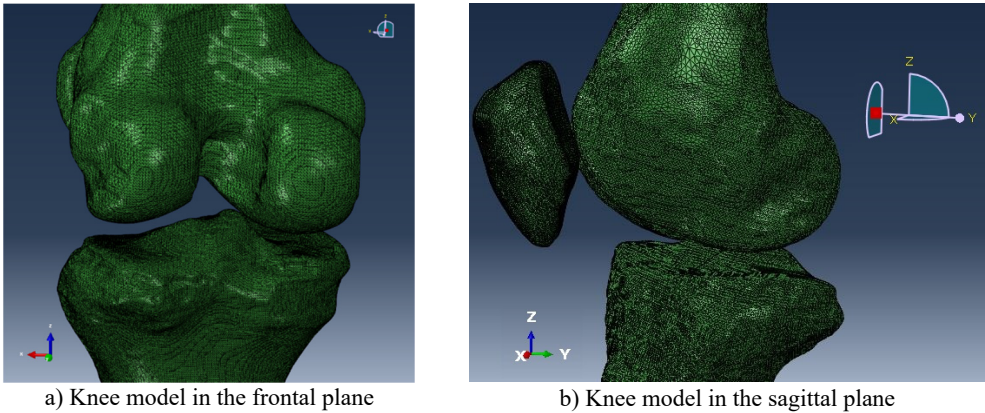 Z
X
Y
Z
X
Y
a) Knee model in the frontal plane
b) Knee model in the sagittal plane